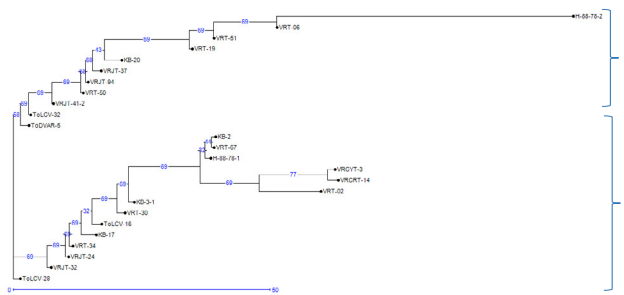 H-88-78-2
69
VRT-06
69
VRT-51
69
VRT-19
43
KB-20
68
VRJT-37
68
VRJT-94
69
VRT-50
69
VRJT-41-2
69
ToLCV-32
68
ToDVAR-5
KB-2
VRT-67
H-88-78-1
69
77
VRCYT-3
VRCRT-14
69
VRT-02
69
KB-3-1
69
VRT-30
32
ToLCV-16
69
KB-17
VRT-34
69
VRJT-24
69
VRJT-32
ToLCV-28
0
50